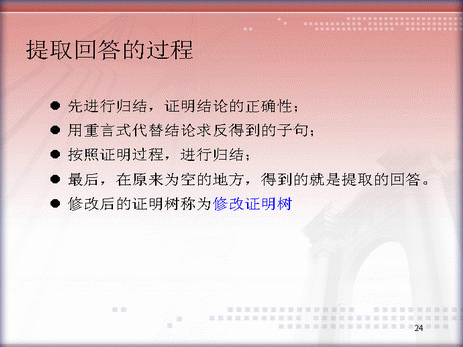 提取回答的过程
● 先进行归结，证明结论的正确性；
● 用重言式代替结论求反得到的子句；
● 按照证明过程，进行归结；
● 最后，在原来为空的地方，得到的就是提取的回答。
● 修改后的证明树称为修改证明树
24